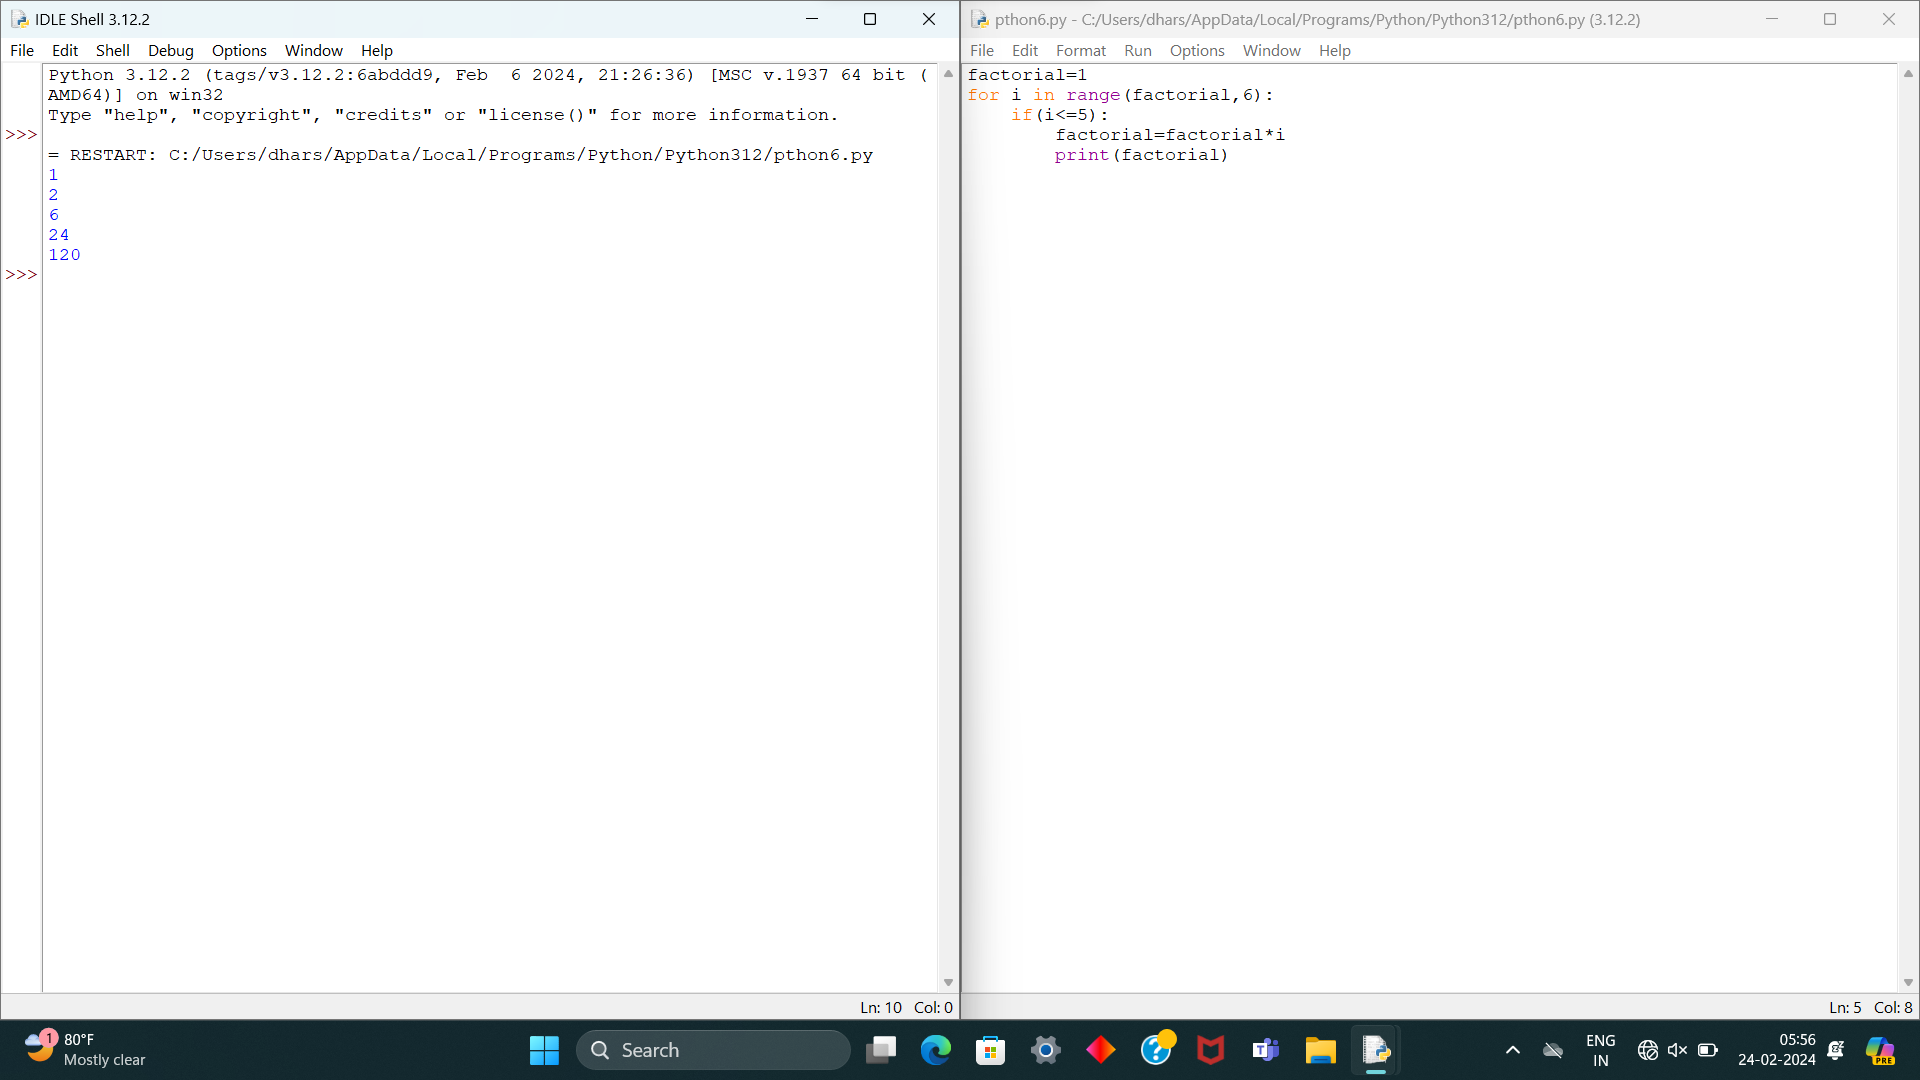 IDLE Shell 3.12.2
File Edit Shell Debug Options Window Help
Python 3.12.2 (tags/v3.12.2:6abddd9, Feb  6 2024, 21:26:36) [MSC v.1937 64 bit (
AMD64)] on win32
Type "help", "copyright", "credits" or "license()" for more information.
>>>
= RESTART: C:/Users/dhars/AppData/Local/Programs/Python/Python312/pthon6.py
1
2
6
24
120
>>>
Ln: 10 Col: 0
pthon6.py - C:/Users/dhars/AppData/Local/Programs/Python/Python312/pthon6.py (3.12.2)
File Edit Format Run Options Window Help
factorial=1
for i in range(factorial,6):
    if(i<=5):
        factorial=factorial*i
        print(factorial)
Ln: 5 Col: 8
1
80°F
Mostly clear
Search
ENG
IN
05:56
24-02-2024
PRE